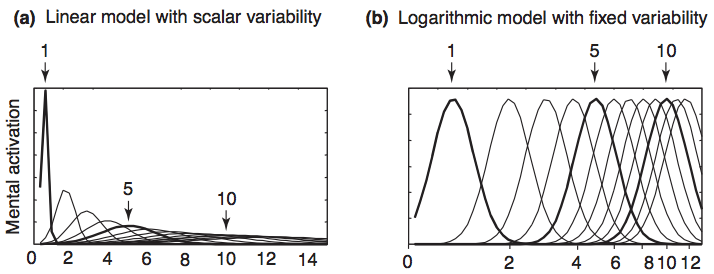 (a) Linear model with scalar variability
1
5
10
Mental activation
0 2 4 6 8 10 12 14
(b) Logarithmic model with fixed variability
1 5 10
0 2 4 6 8 10 12